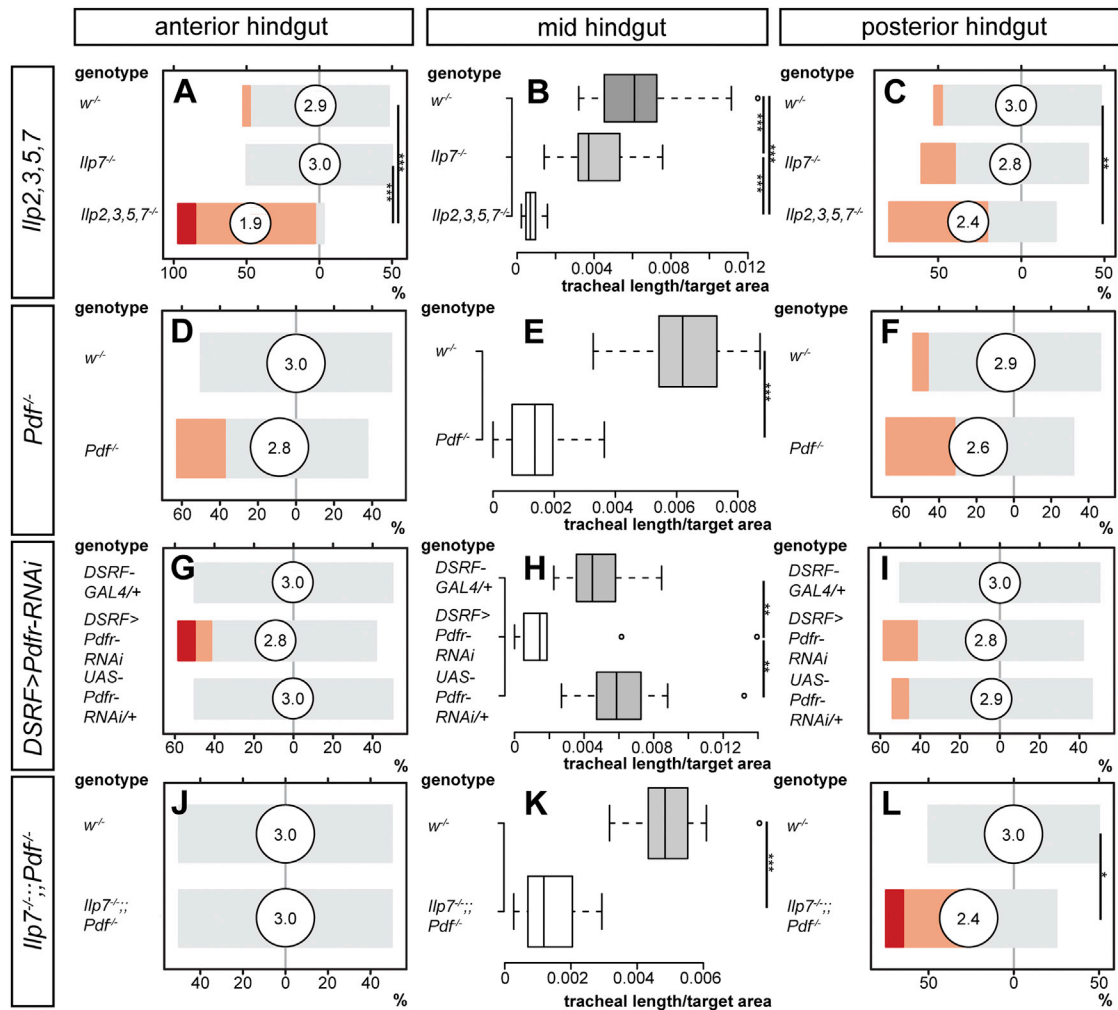 anterior hindgut
mid hindgut
posterior hindgut
Ilp2,3,5,7
genotype
A
w-/-
2.9
Ilp7-/-
3.0
Ilp2,3,5,7-/-
1.9
***
***
100 50 0 50
%
genotype
B
w-/-
Ilp7-/-
Ilp2,3,5,7-/-
***
***
***
0 0.004 0.008 0.012
tracheal length/target area
genotype
C
w-/-
3.0
Ilp7-/-
2.8
Ilp2,3,5,7-/-
2.4
**
50 0 50
%
Pdf-/-
genotype
D
w-/-
3.0
Pdf-/-
2.8
60 40 20 0 20 40
%
genotype
E
w-/-
Pdf-/-
***
0 0.002 0.004 0.006 0.008
tracheal length/target area
genotype
F
w-/-
2.9
Pdf-/-
2.6
60 40 20 0 20 40
%
DSRF>Pdfr-RNAi
genotype
G
DSRF-
GAL4/+
3.0
DSRF>
Pdfr-
RNAi
2.8
UAS-
Pdfr-
RNAi/+
3.0
60 40 20 0 20 40
%
genotype
H
DSRF-
GAL4/+
DSRF>
Pdfr-
RNAi
UAS-
Pdfr-
RNAi/+
**
**
0 0.004 0.008 0.012
tracheal length/target area
genotype
I
DSRF-
GAL4/+
3.0
DSRF>
Pdfr-
RNAi
2.8
UAS-
Pdfr-
RNAi/+
2.9
60 40 20 0 20 40
%
Ilp7-/-;;Pdf-/-
genotype
J
w-/-
3.0
Ilp7-/-;;
Pdf-/-
3.0
40 20 0 20 40
%
genotype
K
w-/-
Ilp7-/-;;
Pdf-/-
***
0 0.002 0.004 0.006
tracheal length/target area
genotype
L
w-/-
3.0
Ilp7-/-;;
Pdf-/-
2.4
*
50 0 50
%